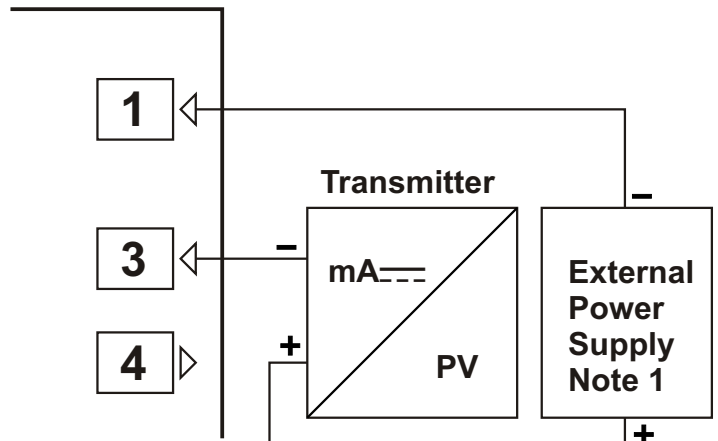 1
Transmitter
−
3
−
mA
External
Power
Supply
Note 1
4
+
PV
+